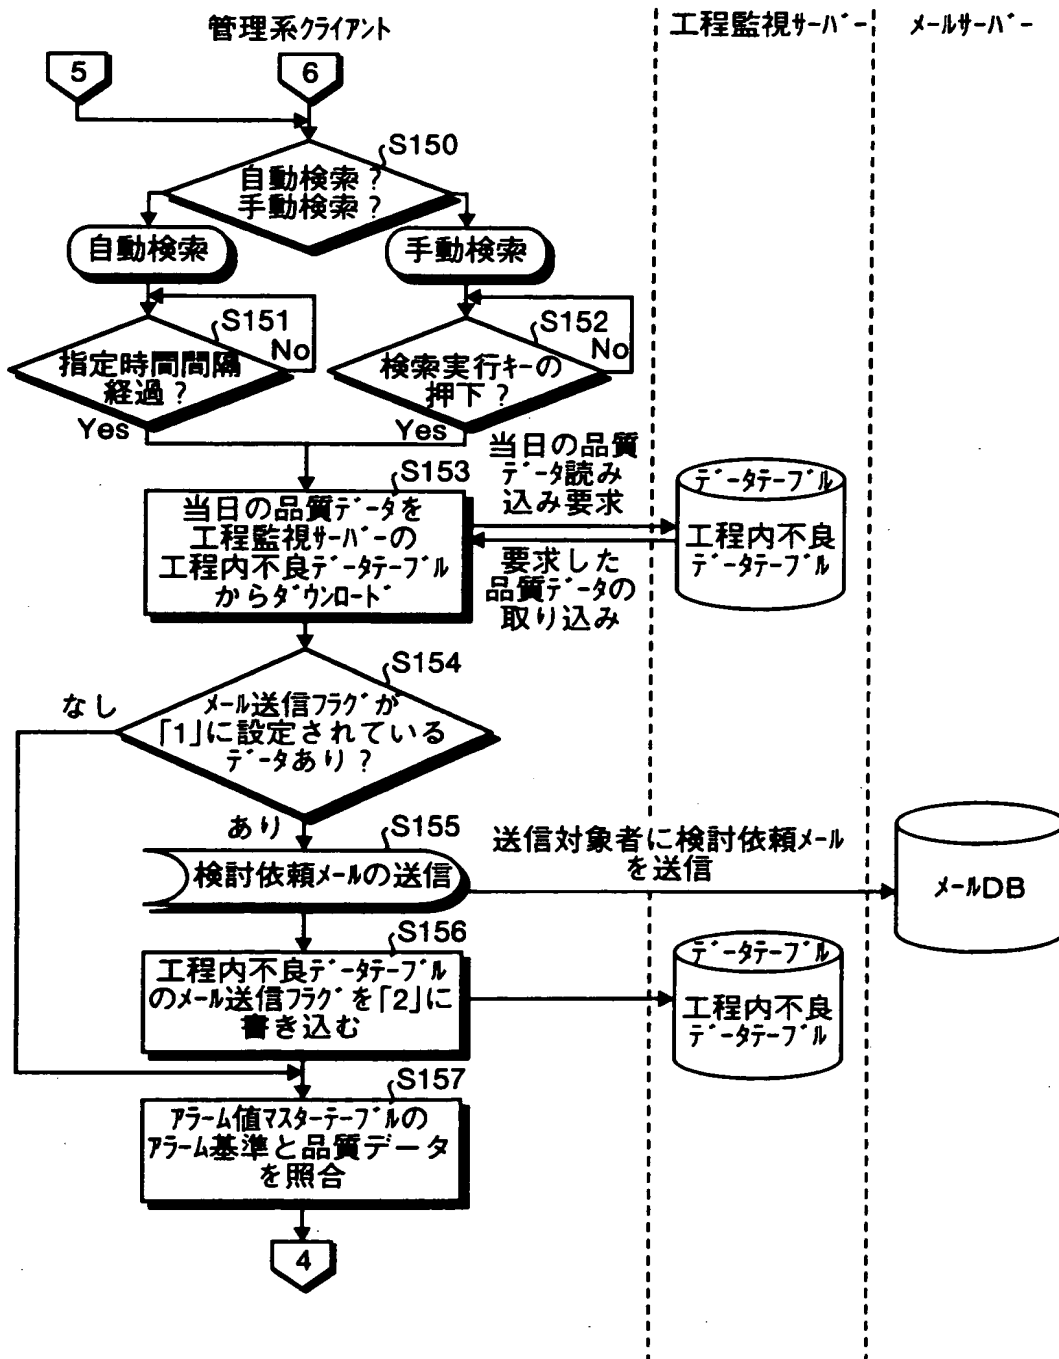 管理系クライアント
工程監視サーバー
メールサーバー
5
6
S150
自動検索？
手動検索？
自動検索
手動検索
S151
指定時間間隔
経過？
No
Yes
S152
検索実行キーの
押下？
No
Yes
S153
当日の品質データを
工程監視サーバーの
工程内不良データテーブル
からダウンロード
当日の品質
データ読み
込み要求
要求した
品質データの
取り込み
データテーブル
工程内不良
データテーブル
S154
メール送信フラグが
「1」に設定されている
データあり？
なし
あり
S155
検討依頼メールの送信
送信対象者に検討依頼メール
を送信
メールDB
S156
工程内不良データテーブル
のメール送信フラグを「2」に
書き込む
データテーブル
工程内不良
データテーブル
S157
アラーム値マスターテーブルの
アラーム基準と品質データ
を照合
4